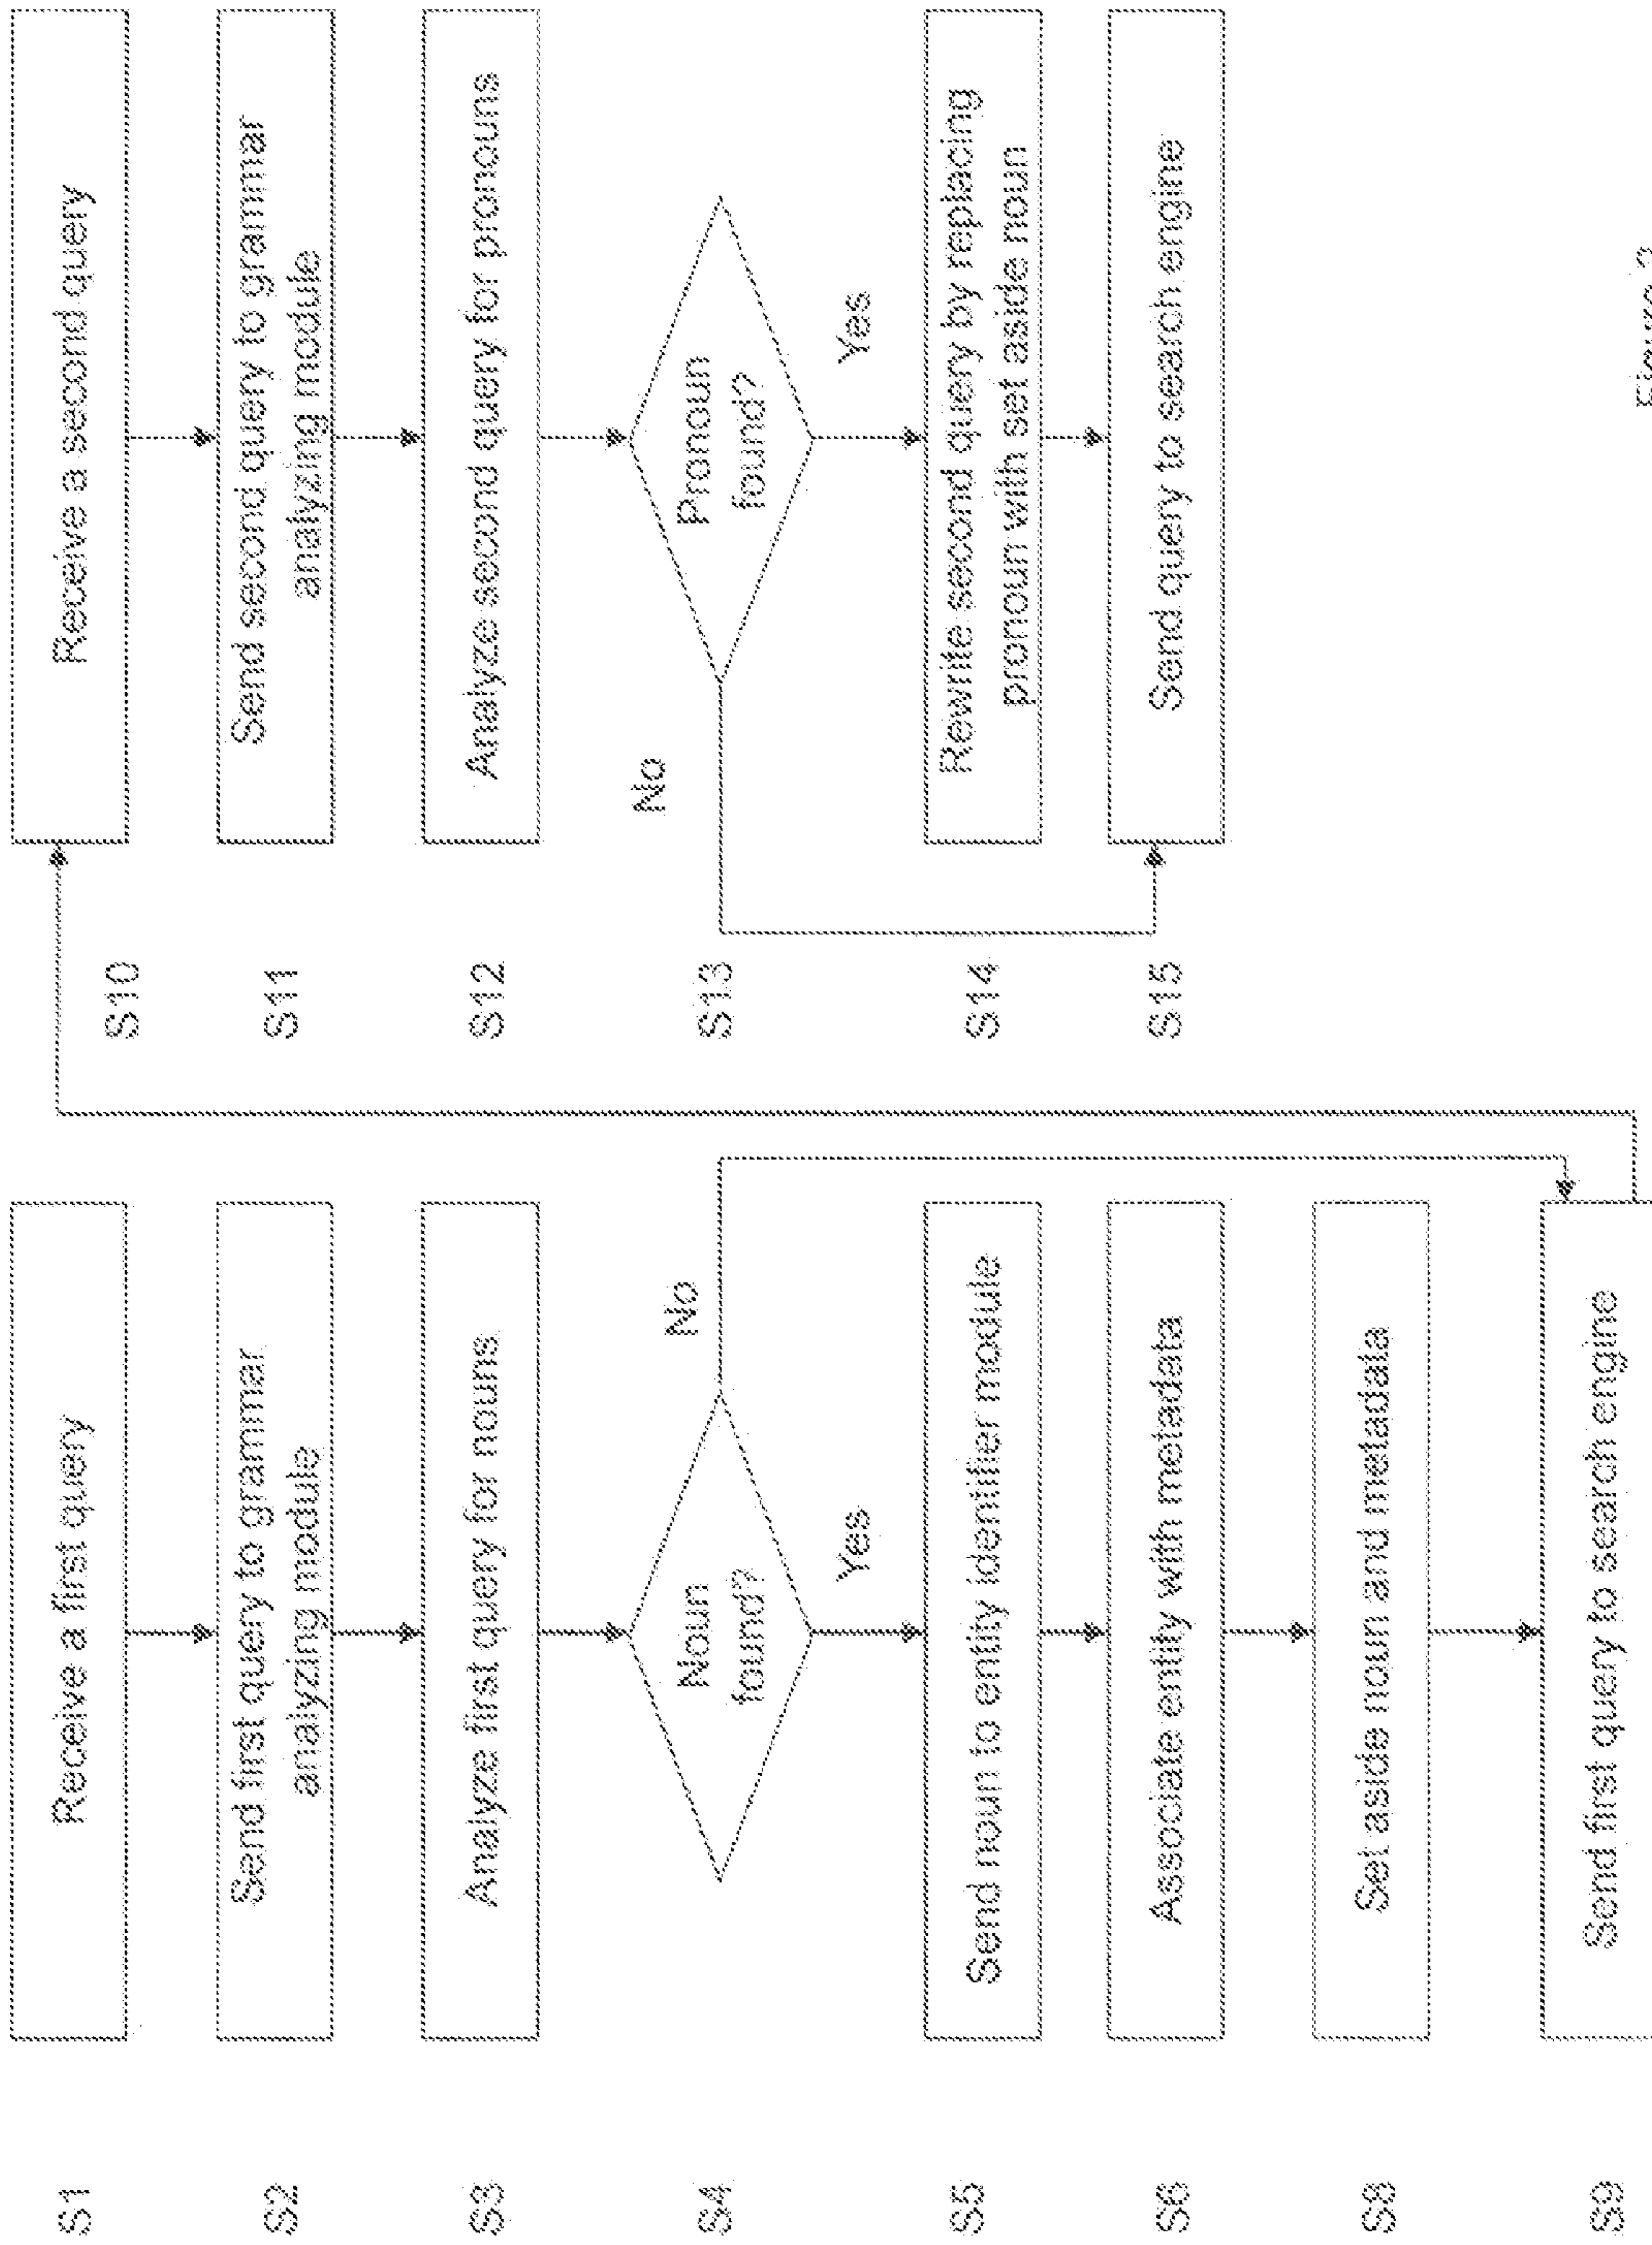 S1
Receive a first query
S2
Send first query to grammar
analyzing module
S3
Analyze first query for nouns
S4
Noun
found?
No
Yes
S5
Send noun to entity identifier module
S6
Associate entity with metadata
S8
Set aside noun and metadata
S9
Send first query to search engine
S10
Receive a second query
S11
Send second query to grammar
analyzing module
S12
Analyze second query for pronouns
S13
Pronoun
found?
No
Yes
S14
Rewrite second query by replacing
pronoun with set aside noun
S15
Send query to search engine